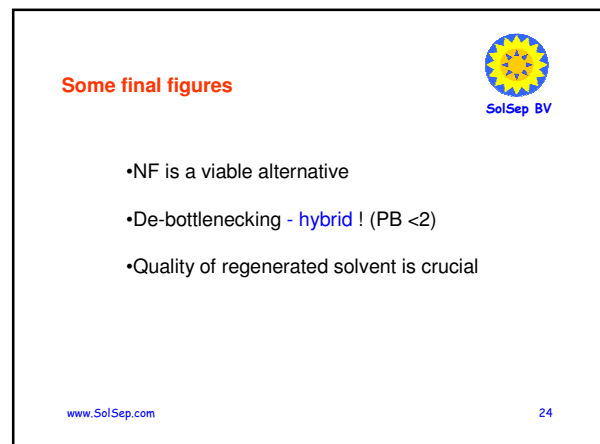 Some final figures
SolSep BV
•NF is a viable alternative
•De-bottlenecking - hybrid ! (PB <2)
•Quality of regenerated solvent is crucial
www.SolSep.com
24